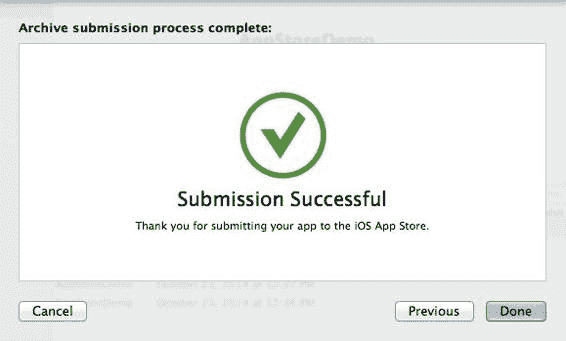 Archive submission process complete:
AppStoreDemo
Submission Successful
Thank you for submitting your app to the iOS App Store.
Cancel
Previous
Done